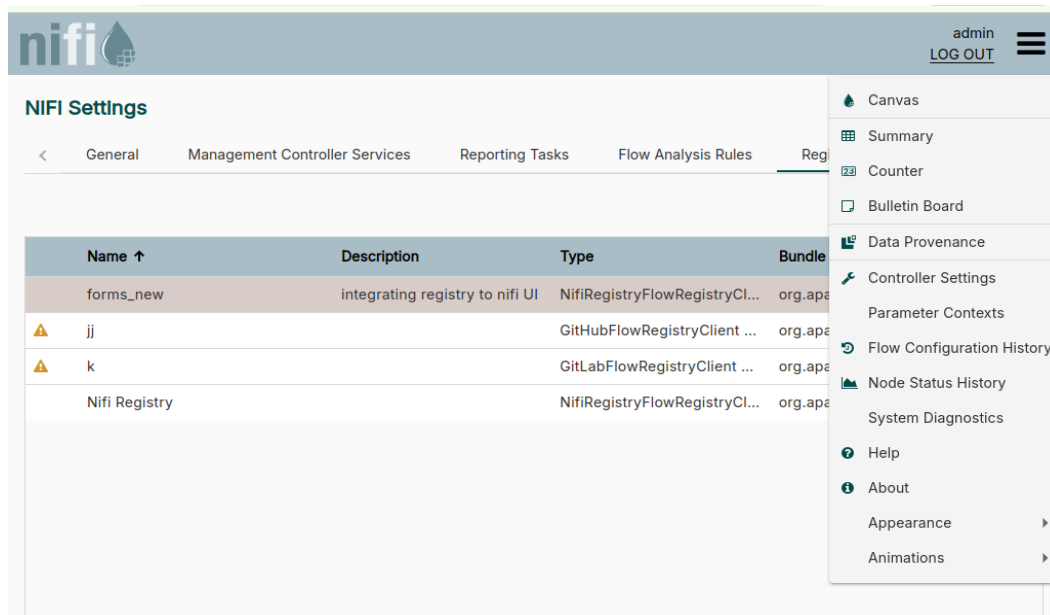 nifi
admin
LOG OUT
NIFI Settings
General Management Controller Services Reporting Tasks Flow Analysis Rules Regi
Name ↑ Description Type Bundle
forms_new integrating registry to nifi UI NifiRegistryFlowRegistryCl... org.apa
jj GitHubFlowRegistryClient ... org.apa
k GitLabFlowRegistryClient ... org.apa
Nifi Registry NifiRegistryFlowRegistryCl... org.apa
Canvas
Summary
Counter
Bulletin Board
Data Provenance
Controller Settings
Parameter Contexts
Flow Configuration History
Node Status History
System Diagnostics
Help
About
Appearance
Animations